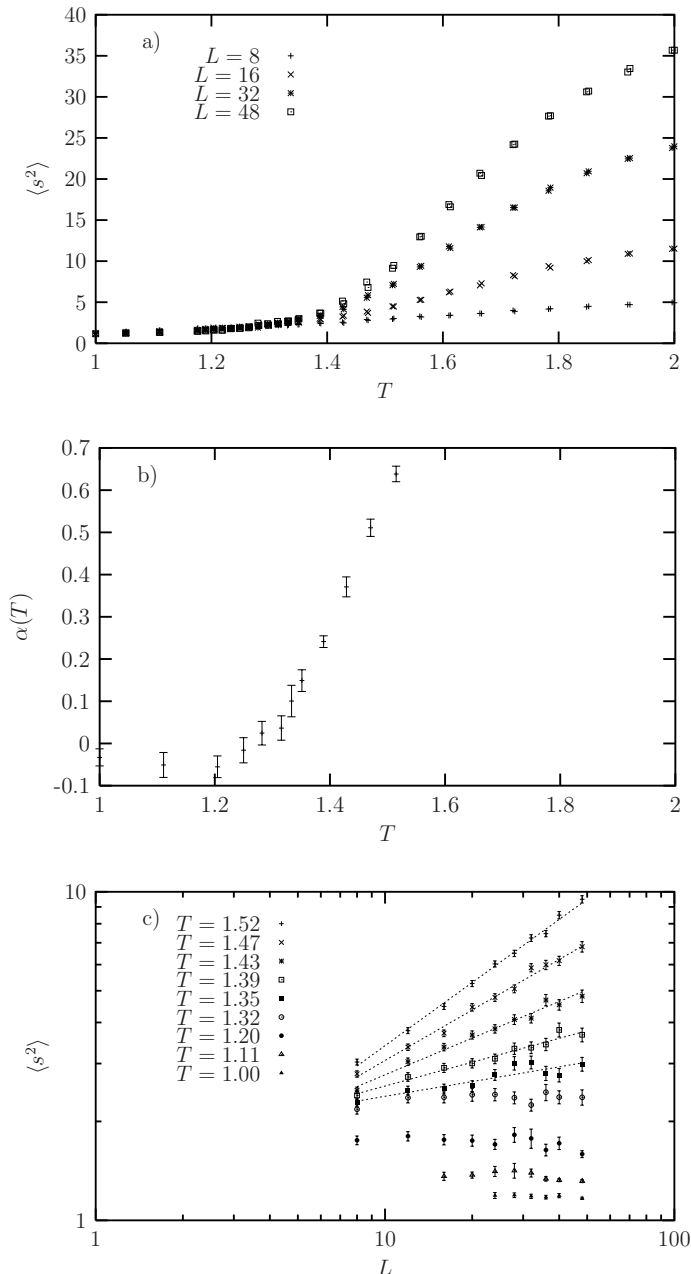 a)
L = 8
L = 16
L = 32
L = 48
40
35
30
25
20
15
10
5
0
⟨s²⟩
1 1.2 1.4 1.6 1.8 2
T
b)
0.7
0.6
0.5
0.4
0.3
0.2
0.1
0
-0.1
α(T)
1 1.2 1.4 1.6 1.8 2
T
c)
T = 1.52
T = 1.47
T = 1.43
T = 1.39
T = 1.35
T = 1.32
T = 1.20
T = 1.11
T = 1.00
10
1
⟨s²⟩
1 10 100
L